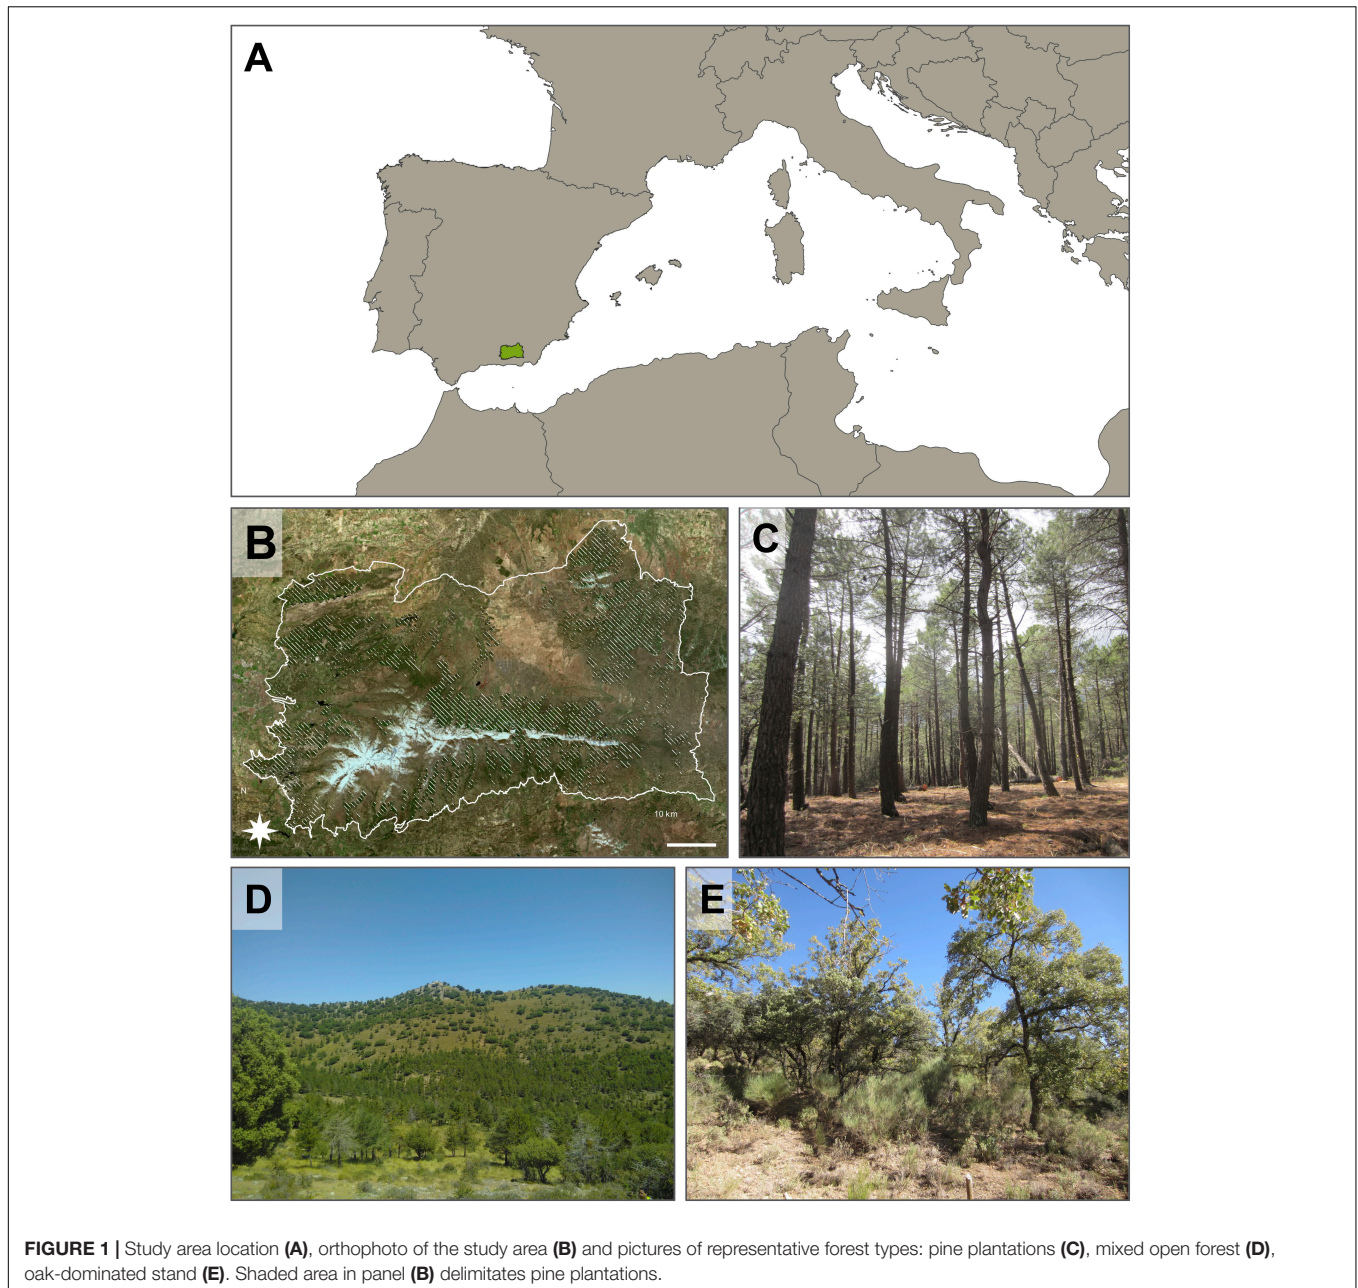 A
B
N
10 km
C
D
E
FIGURE 1 | Study area location (A), orthophoto of the study area (B) and pictures of representative forest types: pine plantations (C), mixed open forest (D),
oak-dominated stand (E). Shaded area in panel (B) delimitates pine plantations.